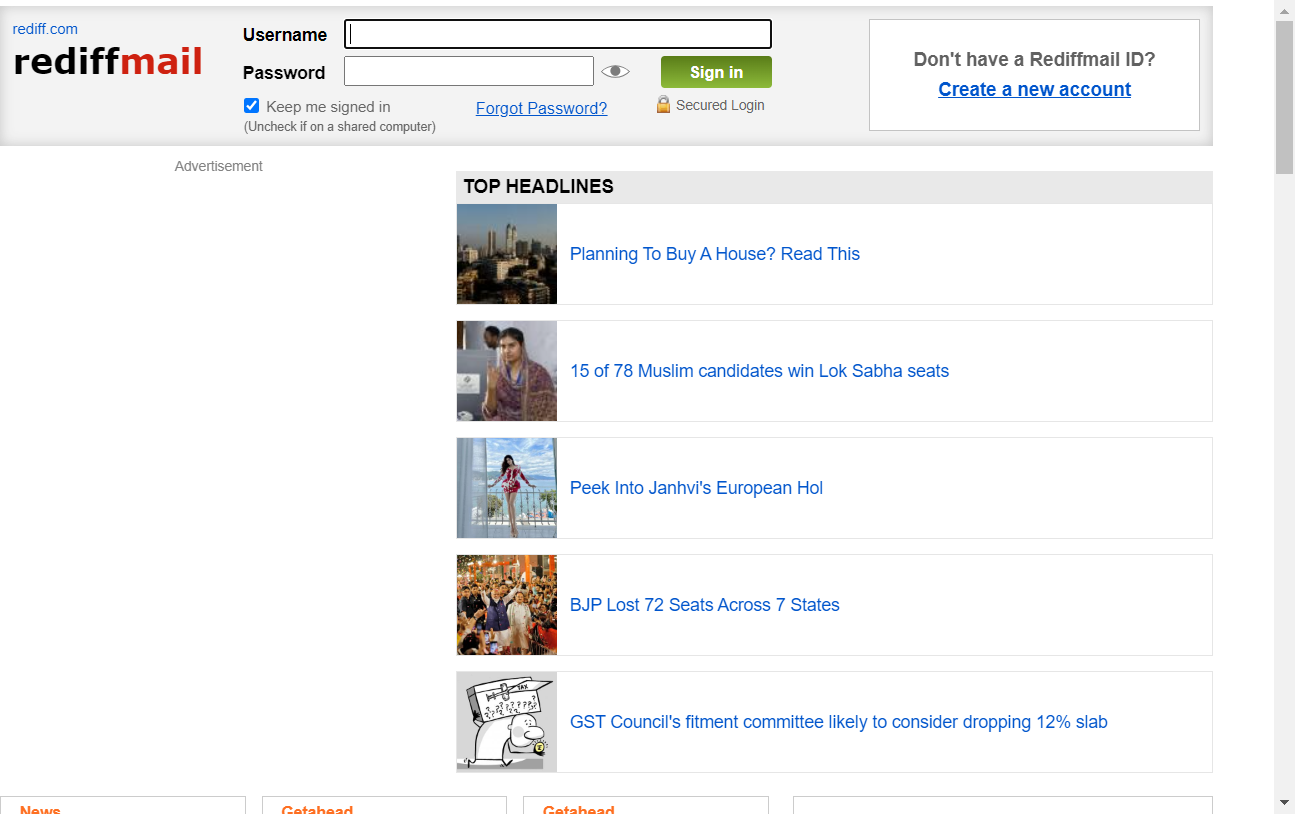 rediff.com
rediffmail
Username
Password
Sign in
Keep me signed in
(Uncheck if on a shared computer)
Forgot Password?
Secured Login
Don't have a Rediffmail ID?
Create a new account
Advertisement
TOP HEADLINES
Planning To Buy A House? Read This
15 of 78 Muslim candidates win Lok Sabha seats
Peek Into Janhvi's European Hol
BJP Lost 72 Seats Across 7 States
TAX
GST Council's fitment committee likely to consider dropping 12% slab
News
Getahead
Getahead